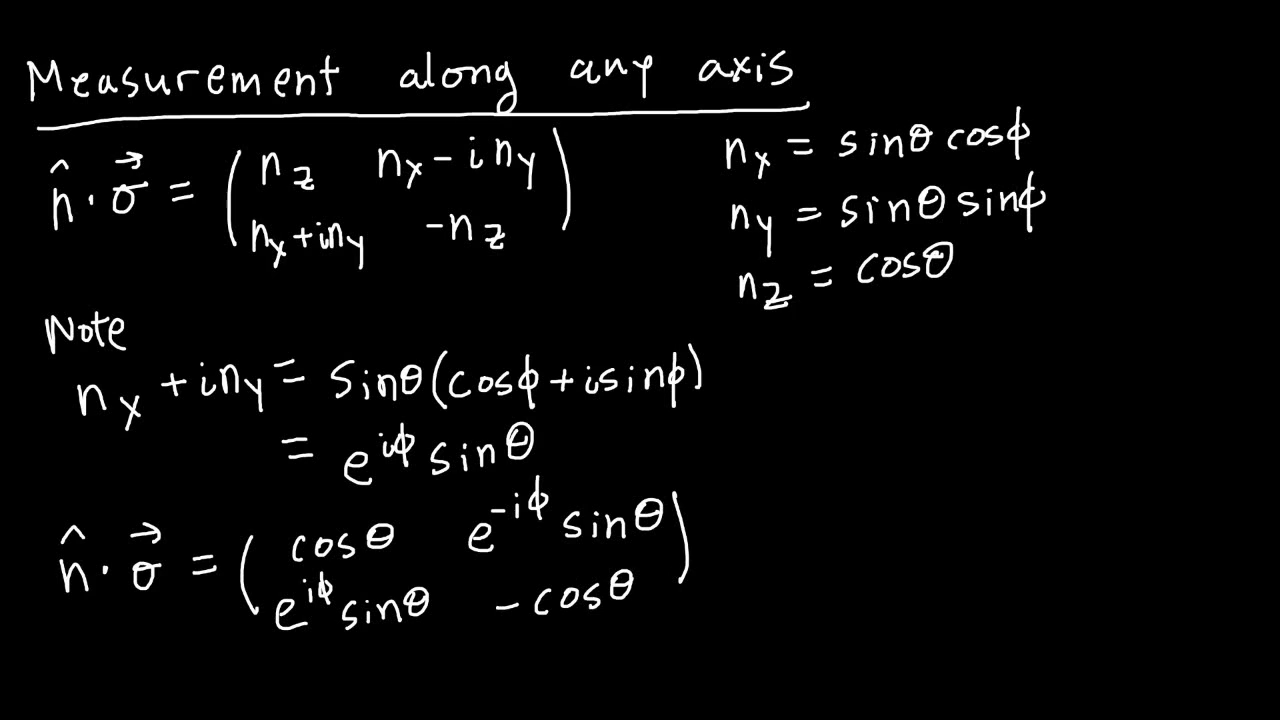 Measurement along any axis
n̂ · σ⃗ = ( n_z   n_x - i n_y
n_x + i n_y   - n_z )
n_x = sinθ cosϕ
n_y = sinθ sinϕ
n_z = cosθ
Note
n_x + i n_y = sinθ(cosϕ + i sinϕ)
= e^{iϕ} sinθ
n̂ · σ⃗ = ( cosθ   e^{-iϕ} sinθ
e^{iϕ} sinθ   - cosθ )